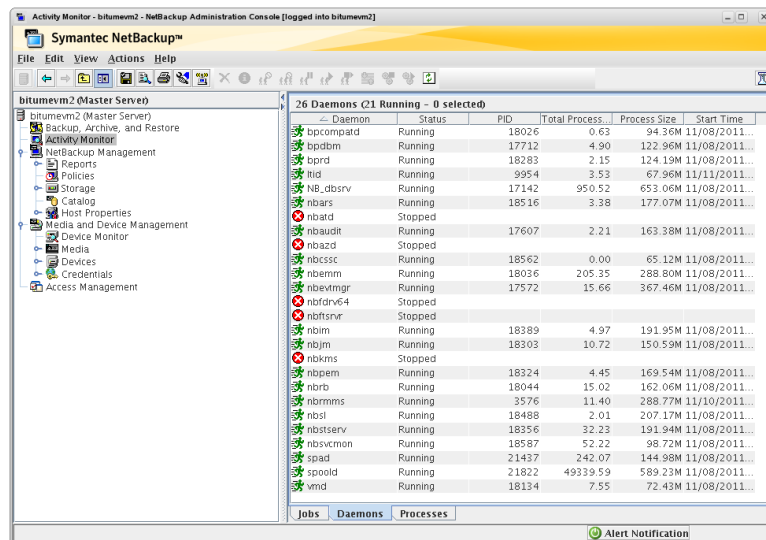 Activity Monitor - bitumevm2 - NetBackup Administration Console [logged into bitumevm2]
Symantec NetBackup™
File Edit View Actions Help
bitumevm2 (Master Server)
bitumevm2 (Master Server)
Backup, Archive, and Restore
Activity Monitor
NetBackup Management
Reports
Policies
Storage
Catalog
Host Properties
Media and Device Management
Device Monitor
Media
Devices
Credentials
Access Management
26 Daemons (21 Running - 0 selected)
Daemon Status PID Total Process... Process Size Start Time
bpcompatd Running 18026 0.63 94.36M 11/08/2011...
bpdbm Running 17712 4.90 122.96M 11/08/2011...
bprd Running 18283 2.15 124.19M 11/08/2011...
ltid Running 9954 3.53 67.96M 11/11/2011...
NB_dbsrv Running 17142 950.52 653.06M 11/08/2011...
nbars Running 18516 3.38 177.07M 11/08/2011...
nbatd Stopped
nbaudit Running 17607 2.21 163.38M 11/08/2011...
nbazd Stopped
nbcssc Running 18562 0.00 65.12M 11/08/2011...
nbemm Running 18036 205.35 288.80M 11/08/2011...
nbevtmgr Running 17572 15.66 367.46M 11/08/2011...
nbfdrv64 Stopped
nbftsrvr Stopped
nbim Running 18389 4.97 191.95M 11/08/2011...
nbjm Running 18303 10.72 150.59M 11/08/2011...
nbkms Stopped
nbpem Running 18324 4.45 169.54M 11/08/2011...
nbrb Running 18044 15.02 162.06M 11/08/2011...
nbrmms Running 3576 11.40 288.77M 11/10/2011...
nbsl Running 18488 2.01 207.17M 11/08/2011...
nbstserv Running 18356 32.23 191.94M 11/08/2011...
nbsvcmon Running 18587 52.22 98.72M 11/08/2011...
spad Running 21437 242.07 144.98M 11/08/2011...
spoold Running 21822 49339.59 589.23M 11/08/2011...
vmd Running 18134 7.55 72.43M 11/08/2011...
Jobs Daemons Processes
Alert Notification